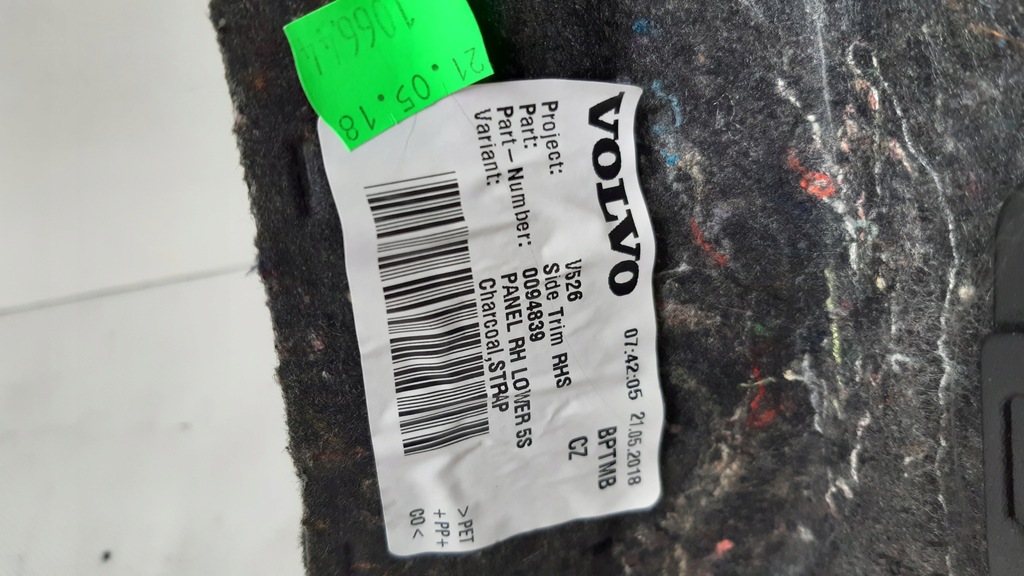 106644
21.05.18
VOLVO
07:42:05 21.05.2018
Project: V526 BPTMB
Part: Side Trim RHS CZ
Part-Number: 0094839
PANEL RH LOWER 5S
Variant: Charcoal,STRAP
>PET
+PP+
CO<